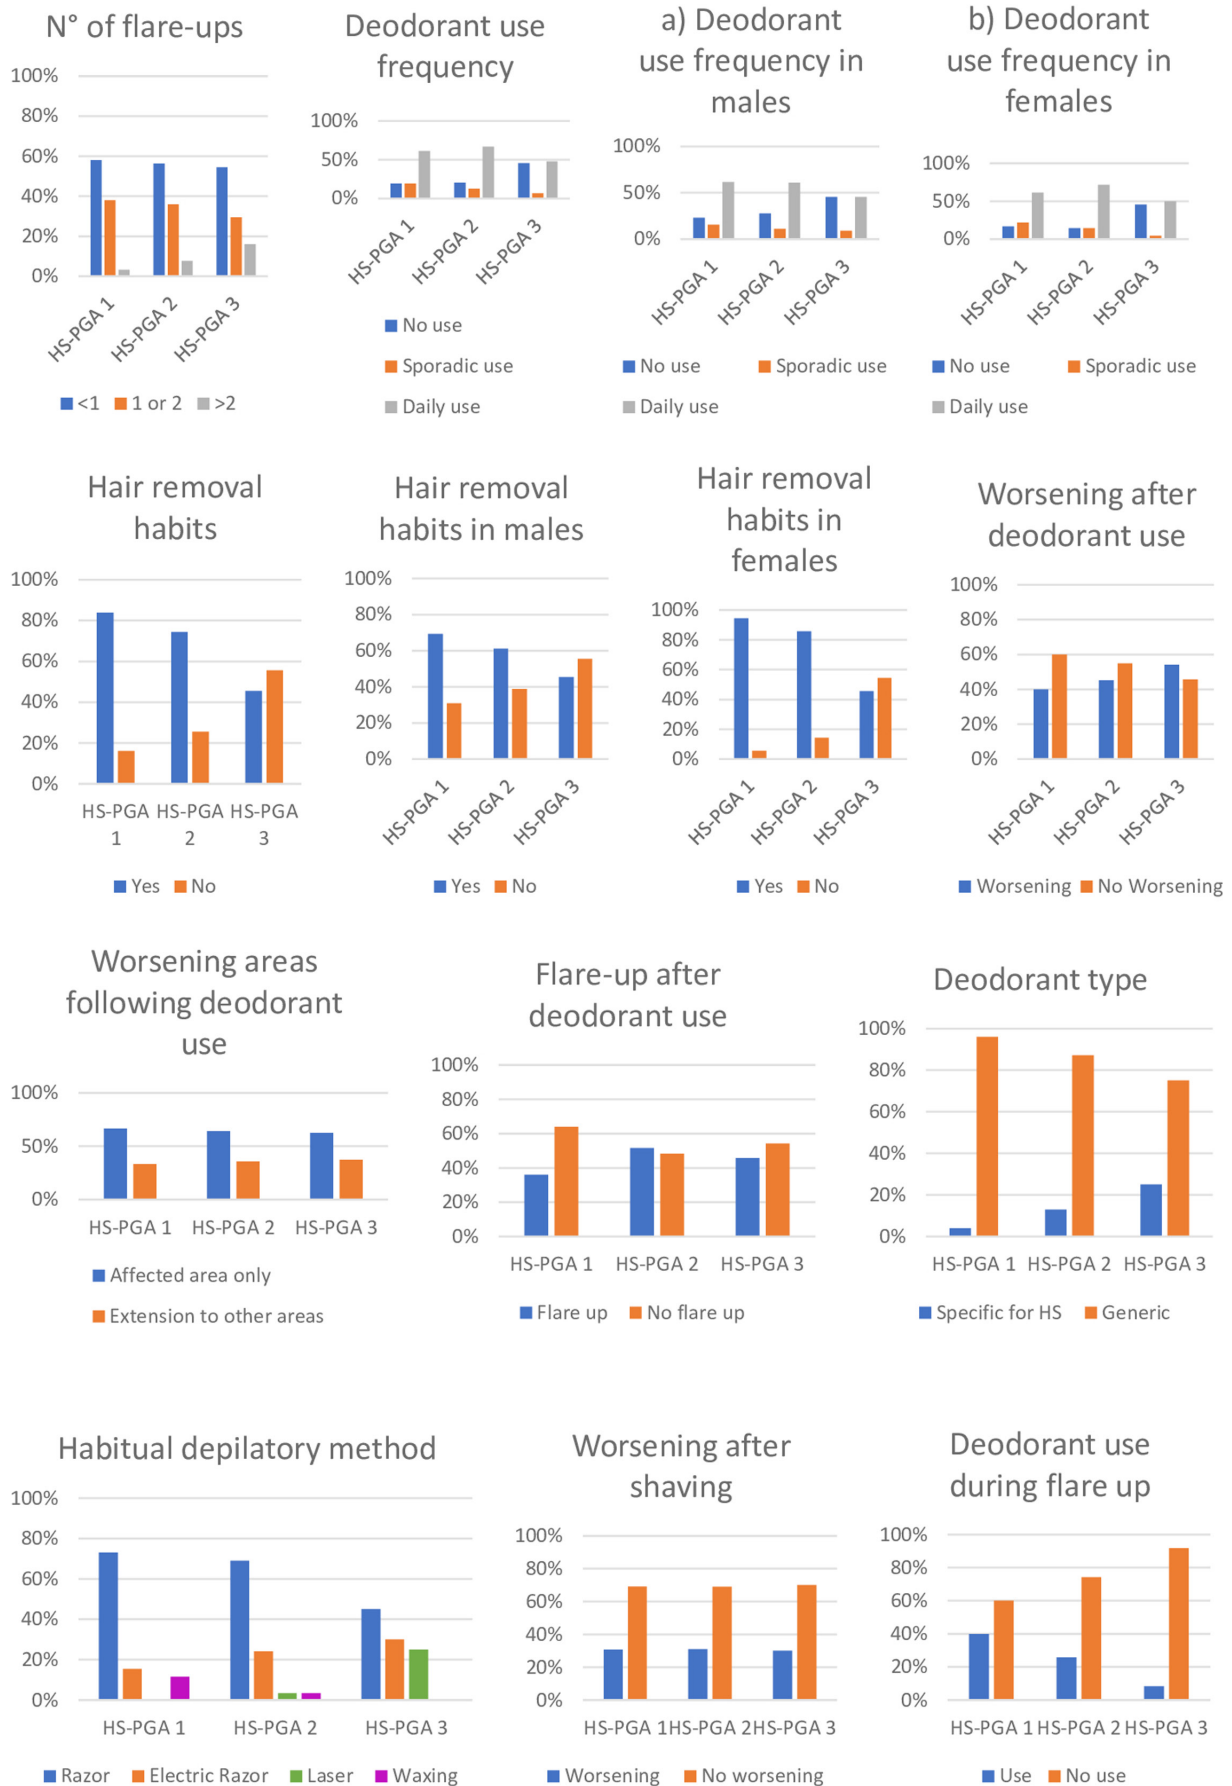 N° of flare-ups
100%
80%
60%
40%
20%
0%
HS-PGA 1
HS-PGA 2
HS-PGA 3
<1 1 or 2 >2
Deodorant use
frequency
100%
50%
0%
HS-PGA 1
HS-PGA 2
HS-PGA 3
No use
Sporadic use
Daily use
a) Deodorant
use frequency in
males
100%
50%
0%
HS-PGA 1
HS-PGA 2
HS-PGA 3
No use Sporadic use
Daily use
b) Deodorant
use frequency in
females
100%
50%
0%
HS-PGA 1
HS-PGA 2
HS-PGA 3
No use Sporadic use
Daily use
Hair removal
habits
100%
80%
60%
40%
20%
0%
HS-PGA HS-PGA HS-PGA
1 2 3
Yes No
Hair removal
habits in males
100%
80%
60%
40%
20%
0%
HS-PGA 1
HS-PGA 2
HS-PGA 3
Yes No
Hair removal
habits in
females
100%
80%
60%
40%
20%
0%
HS-PGA 1
HS-PGA 2
HS-PGA 3
Yes No
Worsening after
deodorant use
100%
80%
60%
40%
20%
0%
HS-PGA 1
HS-PGA 2
HS-PGA 3
Worsening No Worsening
Worsening areas
following deodorant
use
100%
50%
0%
HS-PGA 1 HS-PGA 2 HS-PGA 3
Affected area only
Extension to other areas
Flare-up after
deodorant use
100%
80%
60%
40%
20%
0%
HS-PGA 1 HS-PGA 2 HS-PGA 3
Flare up No flare up
Deodorant type
100%
80%
60%
40%
20%
0%
HS-PGA 1 HS-PGA 2 HS-PGA 3
Specific for HS Generic
Habitual depilatory method
100%
80%
60%
40%
20%
0%
HS-PGA 1 HS-PGA 2 HS-PGA 3
Razor Electric Razor Laser Waxing
Worsening after
shaving
100%
80%
60%
40%
20%
0%
HS-PGA 1 HS-PGA 2 HS-PGA 3
Worsening No worsening
Deodorant use
during flare up
100%
80%
60%
40%
20%
0%
HS-PGA 1 HS-PGA 2 HS-PGA 3
Use No use